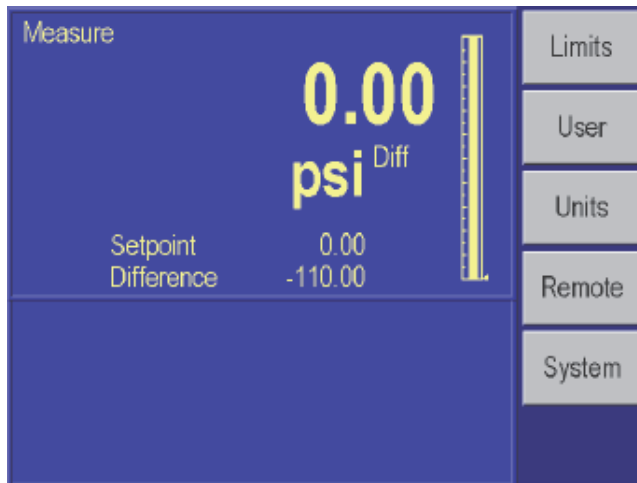 Measure
0.00
psi Diff
Setpoint 0.00
Difference -110.00
Limits
User
Units
Remote
System